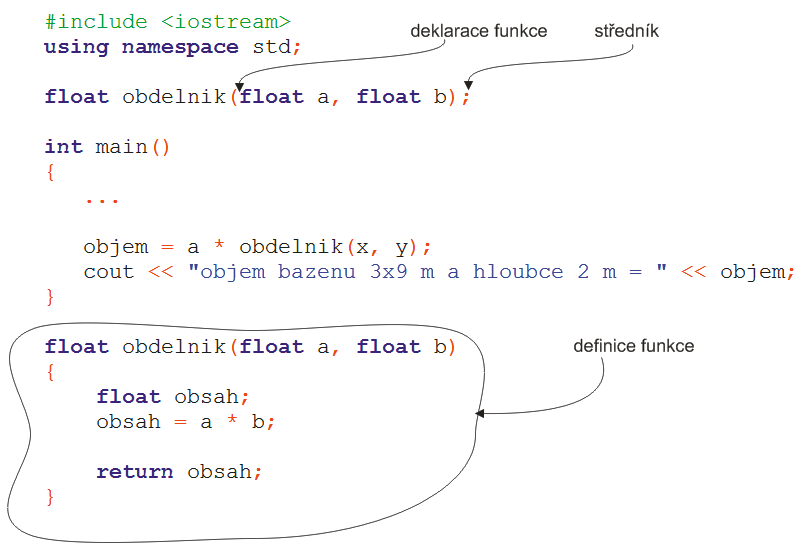 #include <iostream>
deklarace funkce
středník
using namespace std;
float obdelnik(float a, float b);
int main()
{
...
objem = a * obdelnik(x, y);
cout << "objem bazenu 3x9 m a hloubce 2 m = " << objem;
}
float obdelnik(float a, float b)
definice funkce
{
float obsah;
obsah = a * b;
return obsah;
}